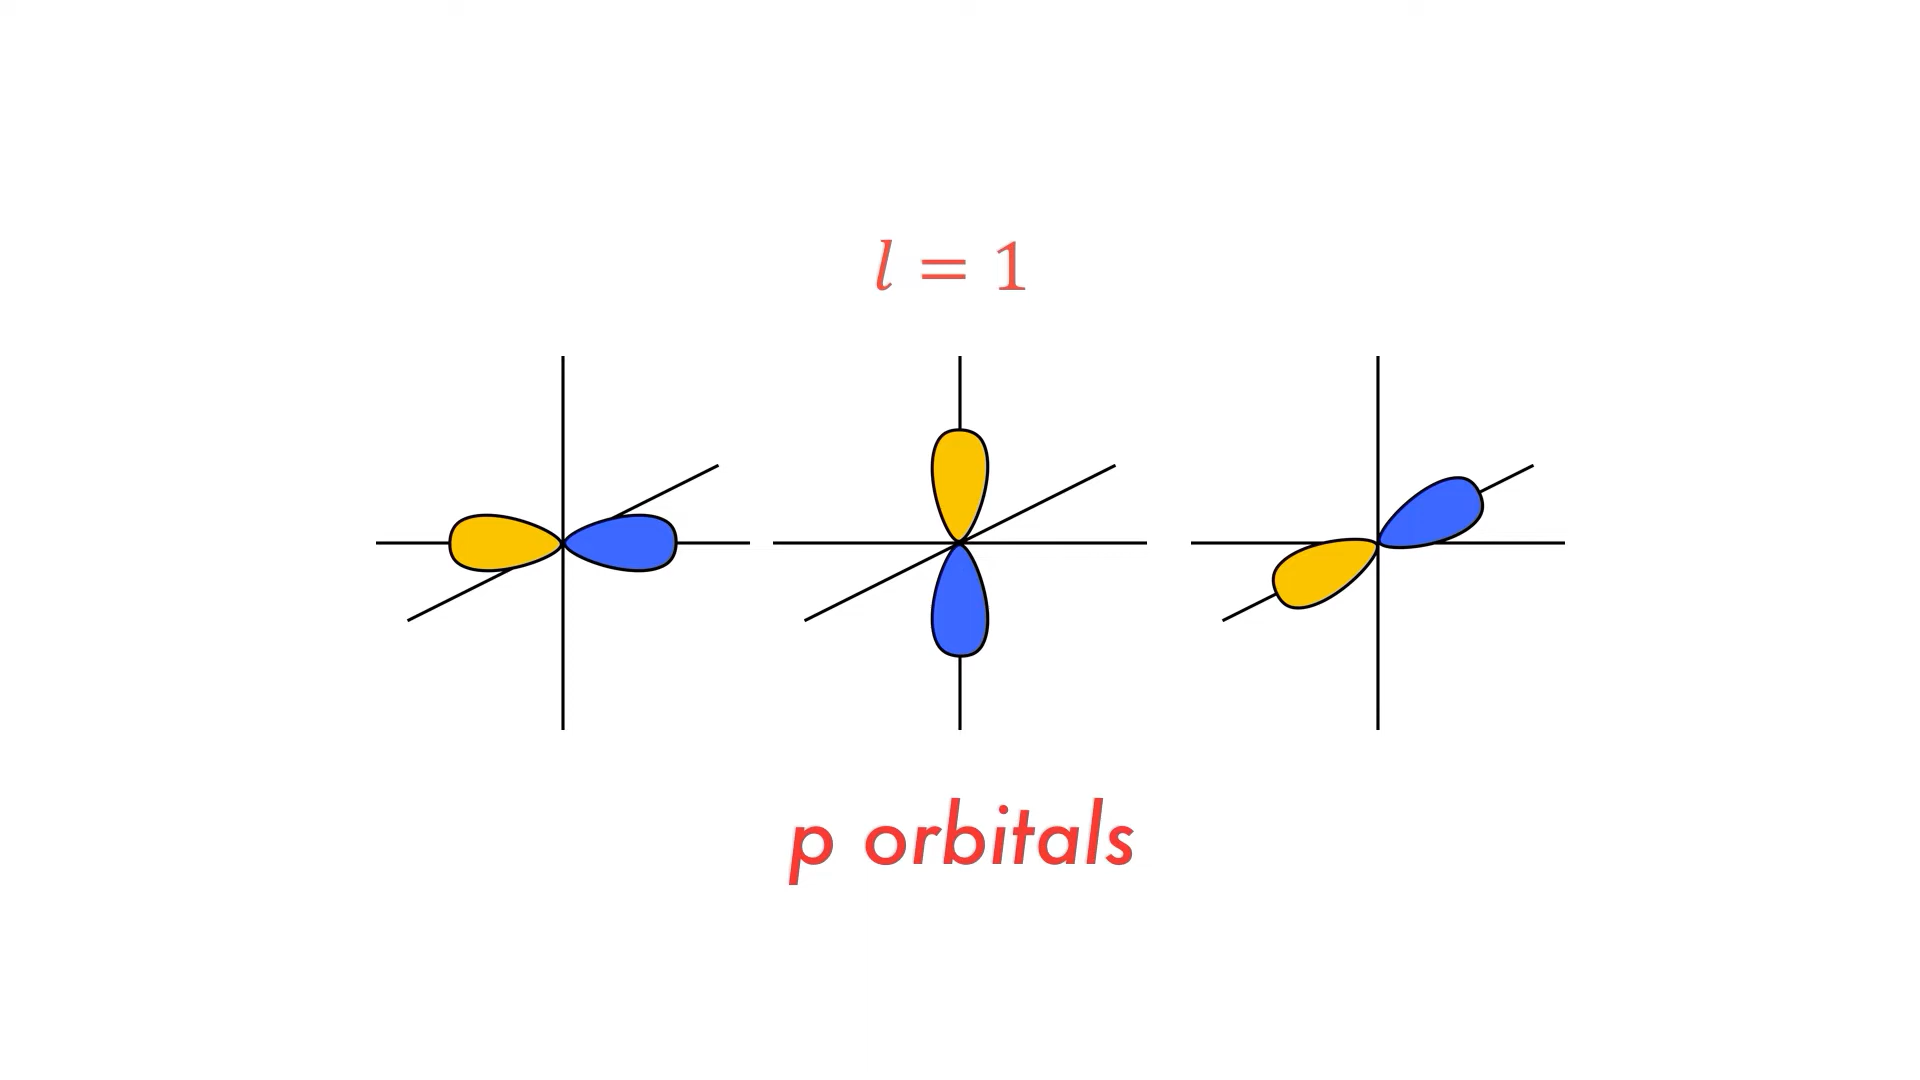 l = 1
p orbitals